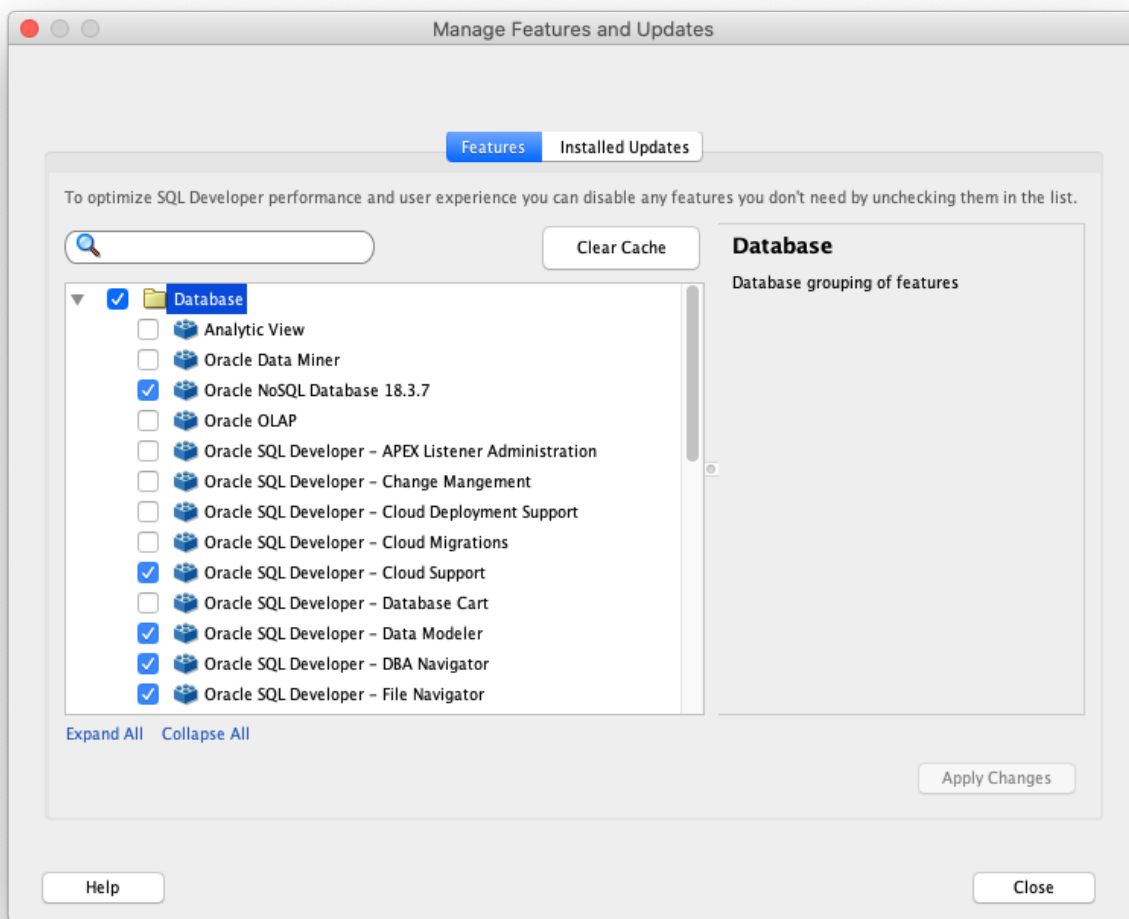 Manage Features and Updates
Features
Installed Updates
To optimize SQL Developer performance and user experience you can disable any features you don't need by unchecking them in the list.
Clear Cache
Database
Analytic View
Oracle Data Miner
Oracle NoSQL Database 18.3.7
Oracle OLAP
Oracle SQL Developer – APEX Listener Administration
Oracle SQL Developer – Change Mangement
Oracle SQL Developer – Cloud Deployment Support
Oracle SQL Developer – Cloud Migrations
Oracle SQL Developer – Cloud Support
Oracle SQL Developer – Database Cart
Oracle SQL Developer – Data Modeler
Oracle SQL Developer – DBA Navigator
Oracle SQL Developer – File Navigator
Database
Database grouping of features
Expand All Collapse All
Apply Changes
Help
Close